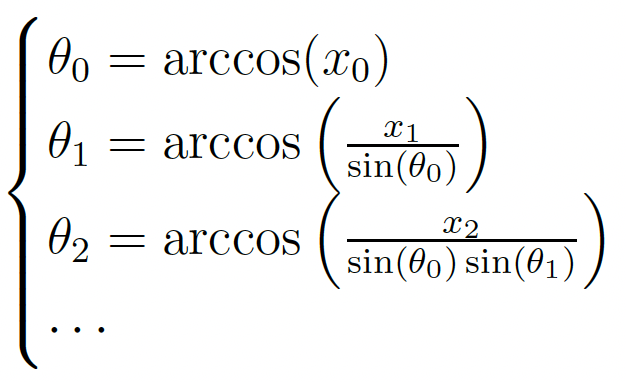 θ₀ = arccos(x₀)
θ₁ = arccos(x₁ / sin(θ₀))
θ₂ = arccos(x₂ / (sin(θ₀) sin(θ₁)))
...